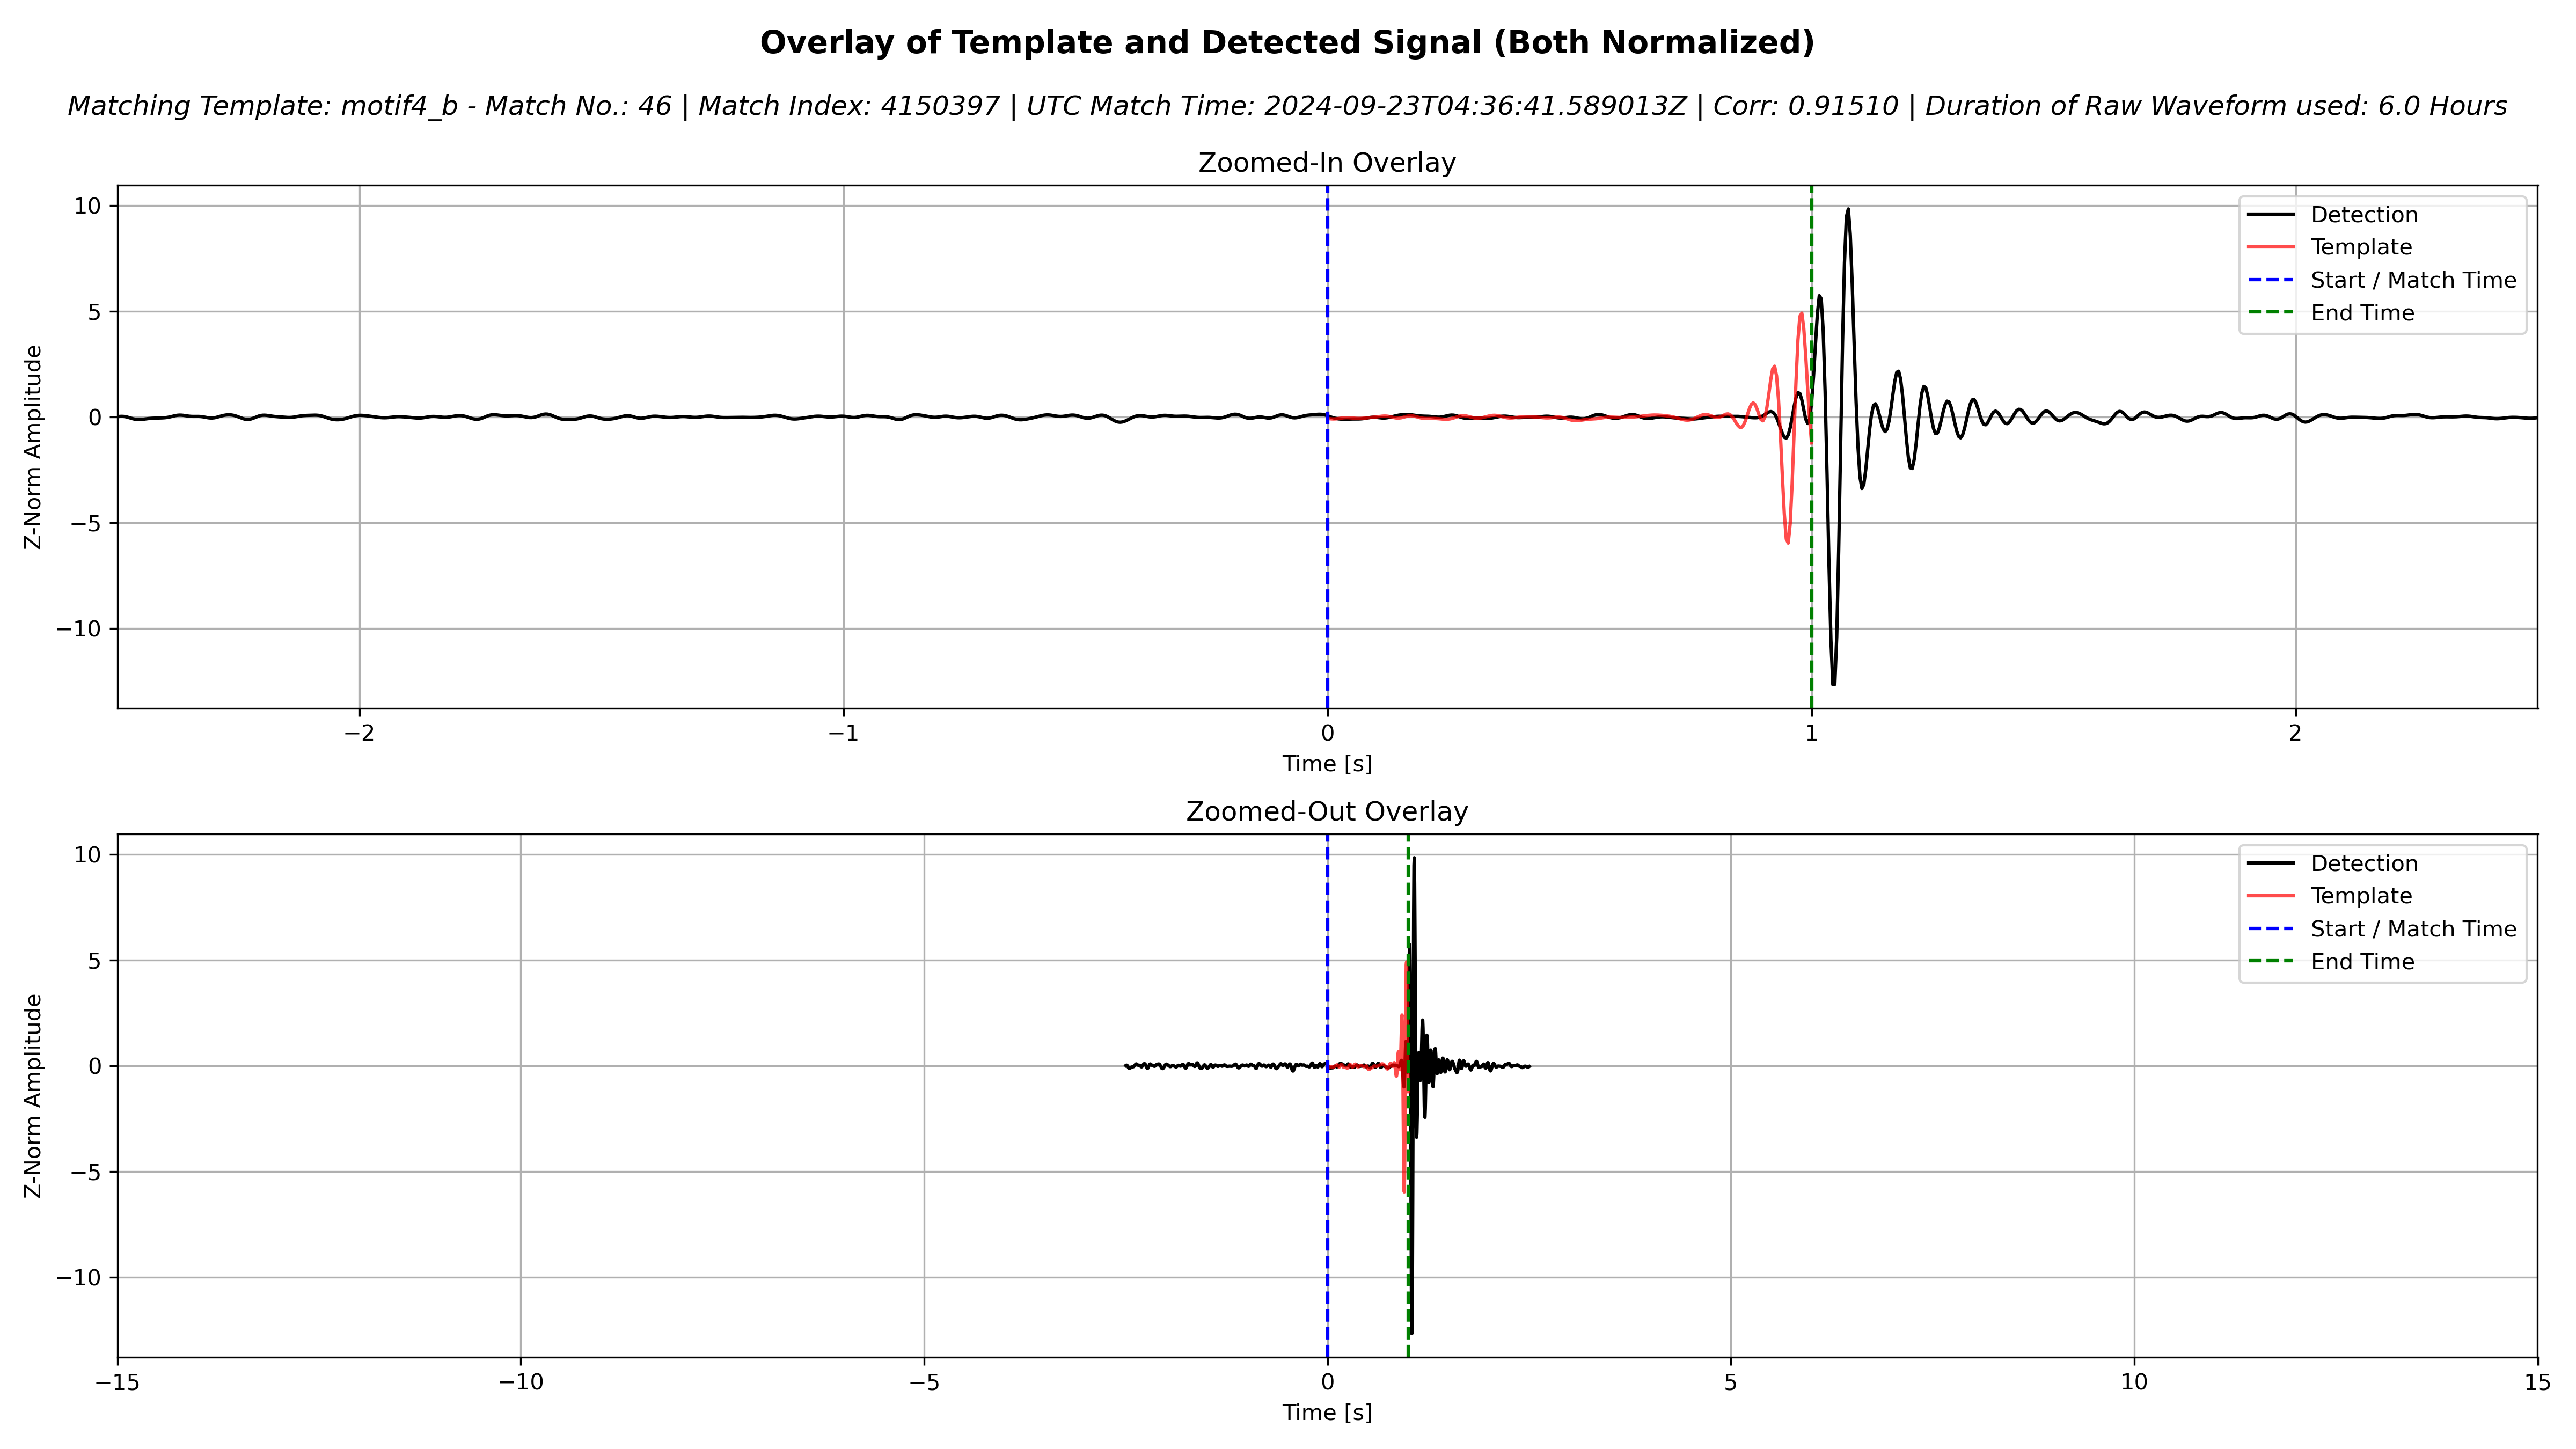 Overlay of Template and Detected Signal (Both Normalized)
Matching Template: motif4_b - Match No.: 46 | Match Index: 4150397 | UTC Match Time: 2024-09-23T04:36:41.589013Z | Corr: 0.91510 | Duration of Raw Waveform used: 6.0 Hours
Zoomed-In Overlay
10
5
0
−5
−10
Z-Norm Amplitude
Detection
Template
Start / Match Time
End Time
−2 −1 0 1 2
Time [s]
Zoomed-Out Overlay
10
5
0
−5
−10
Z-Norm Amplitude
Detection
Template
Start / Match Time
End Time
−15 −10 −5 0 5 10 15
Time [s]